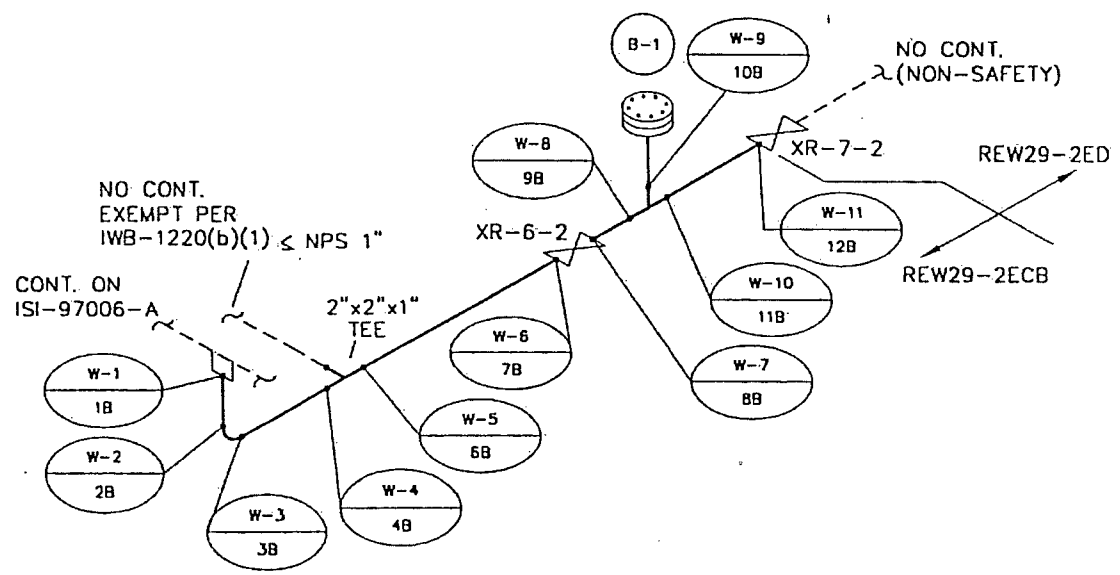 B-1
W-9
10B
NO CONT.
(NON-SAFETY)
W-8
9B
XR-7-2
REW29-2ED
NO CONT.
EXEMPT PER
IWB-1220(b)(1) ≤ NPS 1"
XR-6-2
W-11
12B
REW29-2ECB
CONT. ON
ISI-97006-A
2"x2"x1"
TEE
W-10
11B
W-6
7B
W-1
1B
W-7
8B
W-5
6B
W-2
2B
W-4
4B
W-3
3B